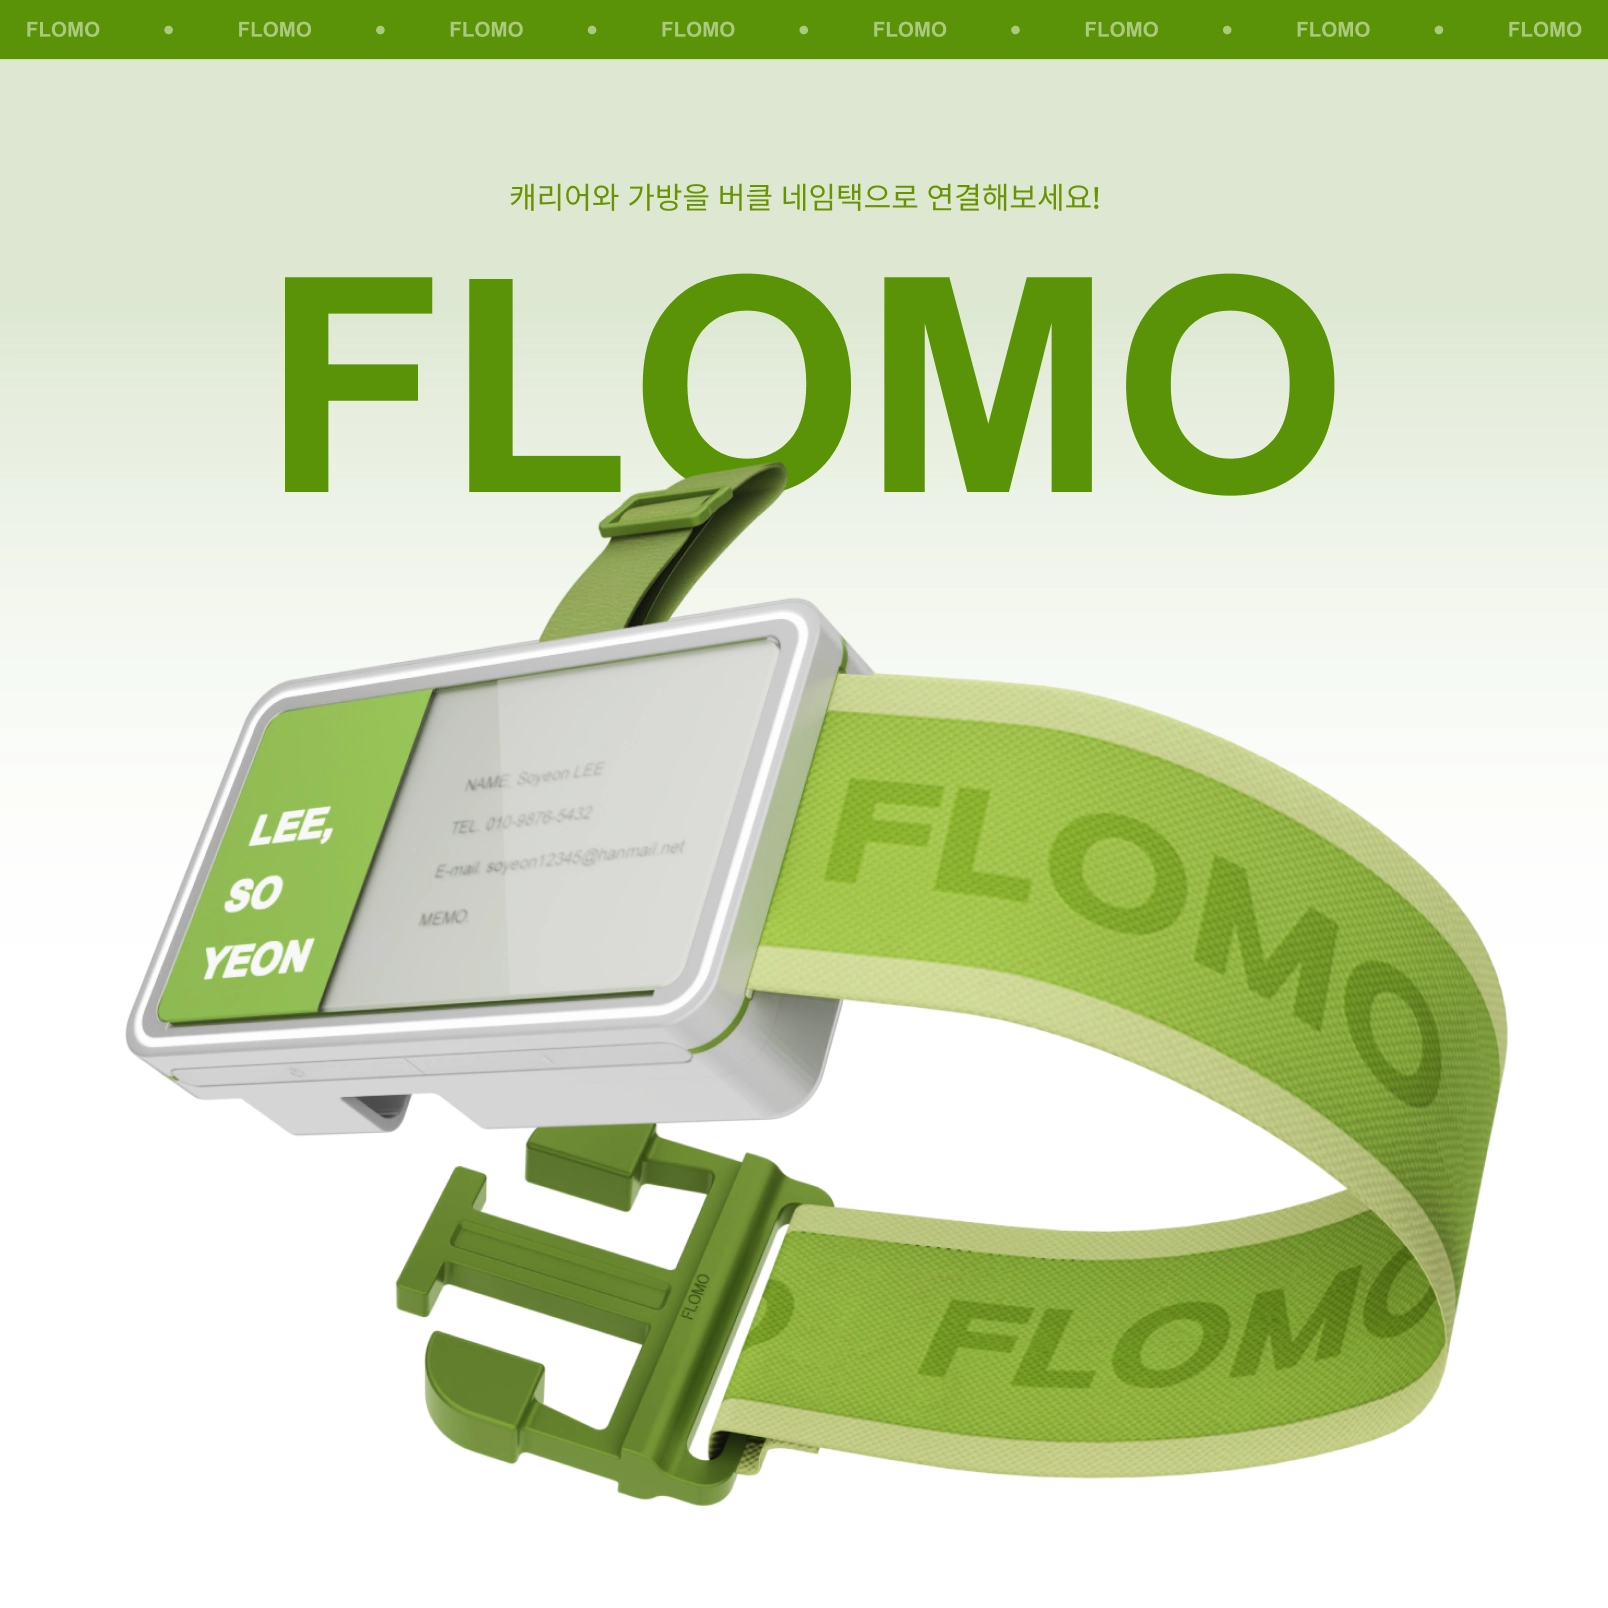 FLOMO • FLOMO • FLOMO • FLOMO • FLOMO • FLOMO • FLOMO • FLOMO
캐리어와 가방을 버클 네임택으로 연결해보세요!
FLOMO
LEE,
SO
YEON
NAME. Soyeon LEE
TEL. 010-9876-5432
E-mail. soyeon12345@hanmail.net
MEMO.
FLOMO
FLOMO
FLOMO